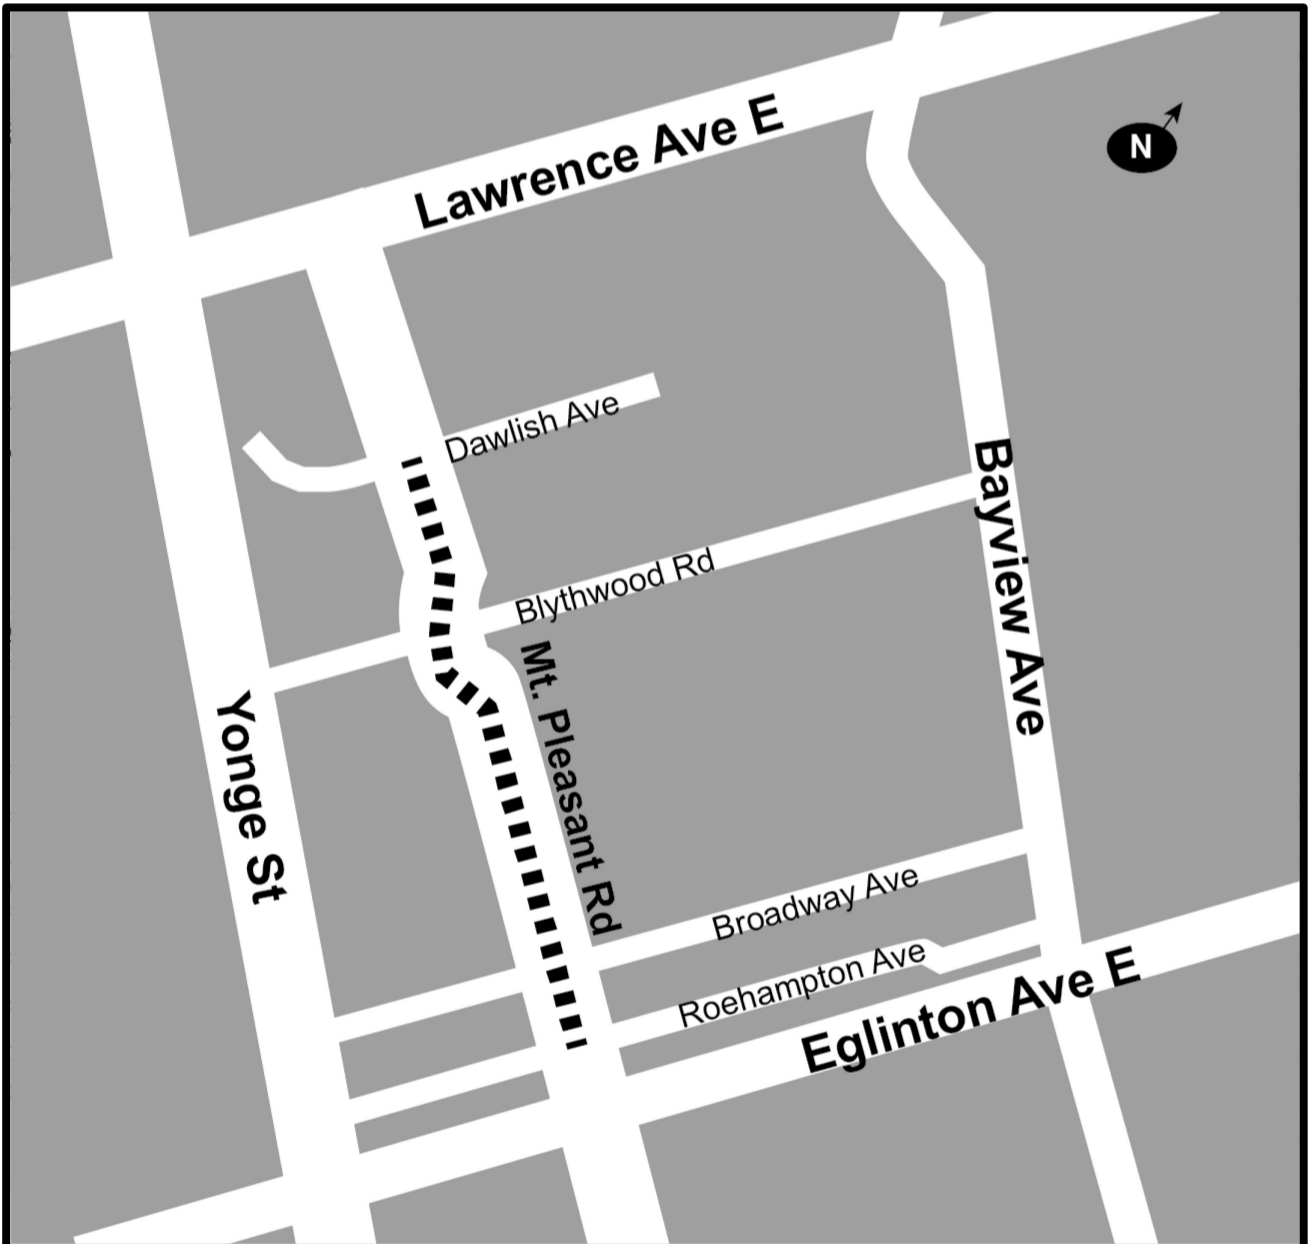 Lawrence Ave E
N
Dawlish Ave
Blythwood Rd
Bayview Ave
Mt. Pleasant Rd
Yonge St
Broadway Ave
Roehampton Ave
Eglinton Ave E